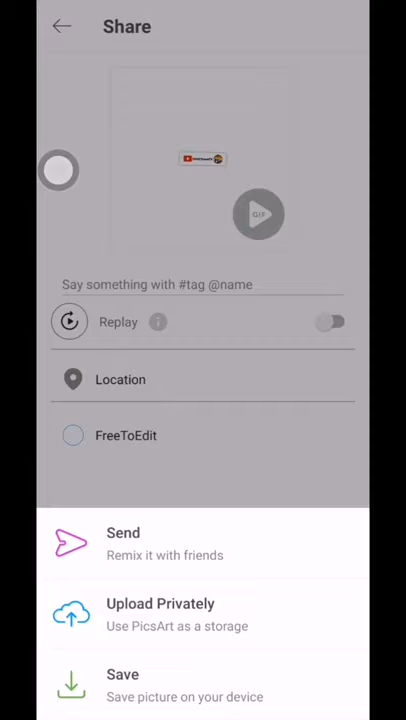 Share
GIF
Say something with #tag @name
Replay
Location
FreeToEdit
Send
Remix it with friends
Upload Privately
Use PicsArt as a storage
Save
Save picture on your device